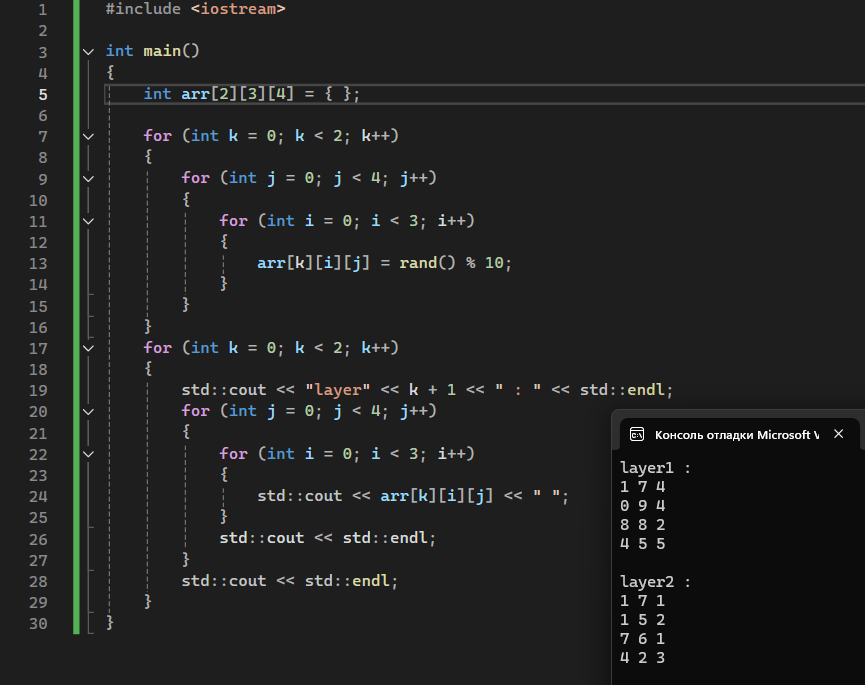 1 #include <iostream>
2
3 int main()
4 {
5     int arr[2][3][4] = { };
6
7     for (int k = 0; k < 2; k++)
8     {
9         for (int j = 0; j < 4; j++)
10         {
11             for (int i = 0; i < 3; i++)
12             {
13                 arr[k][i][j] = rand() % 10;
14             }
15         }
16     }
17     for (int k = 0; k < 2; k++)
18     {
19         std::cout << "layer" << k + 1 << " : " << std::endl;
20         for (int j = 0; j < 4; j++)
21         {
22             for (int i = 0; i < 3; i++)
23             {
24                 std::cout << arr[k][i][j] << " ";
25             }
26             std::cout << std::endl;
27         }
28         std::cout << std::endl;
29     }
30 }
Консоль отладки Microsoft V
layer1 :
1 7 4
0 9 4
8 8 2
4 5 5

layer2 :
1 7 1
1 5 2
7 6 1
4 2 3